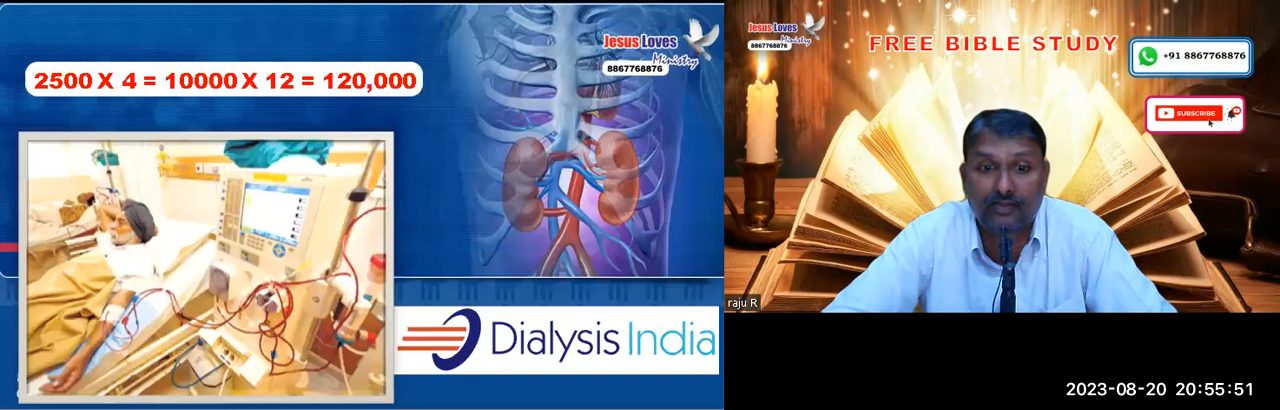 2500 X 4 = 10000 X 12 = 120,000
Jesus Loves
Ministry
8867768876
Dialysis India
Jesus Loves
Ministry
8867768876
FREE BIBLE STUDY
+91 8867768876
SUBSCRIBE
raju R
2023-08-20 20:55:51